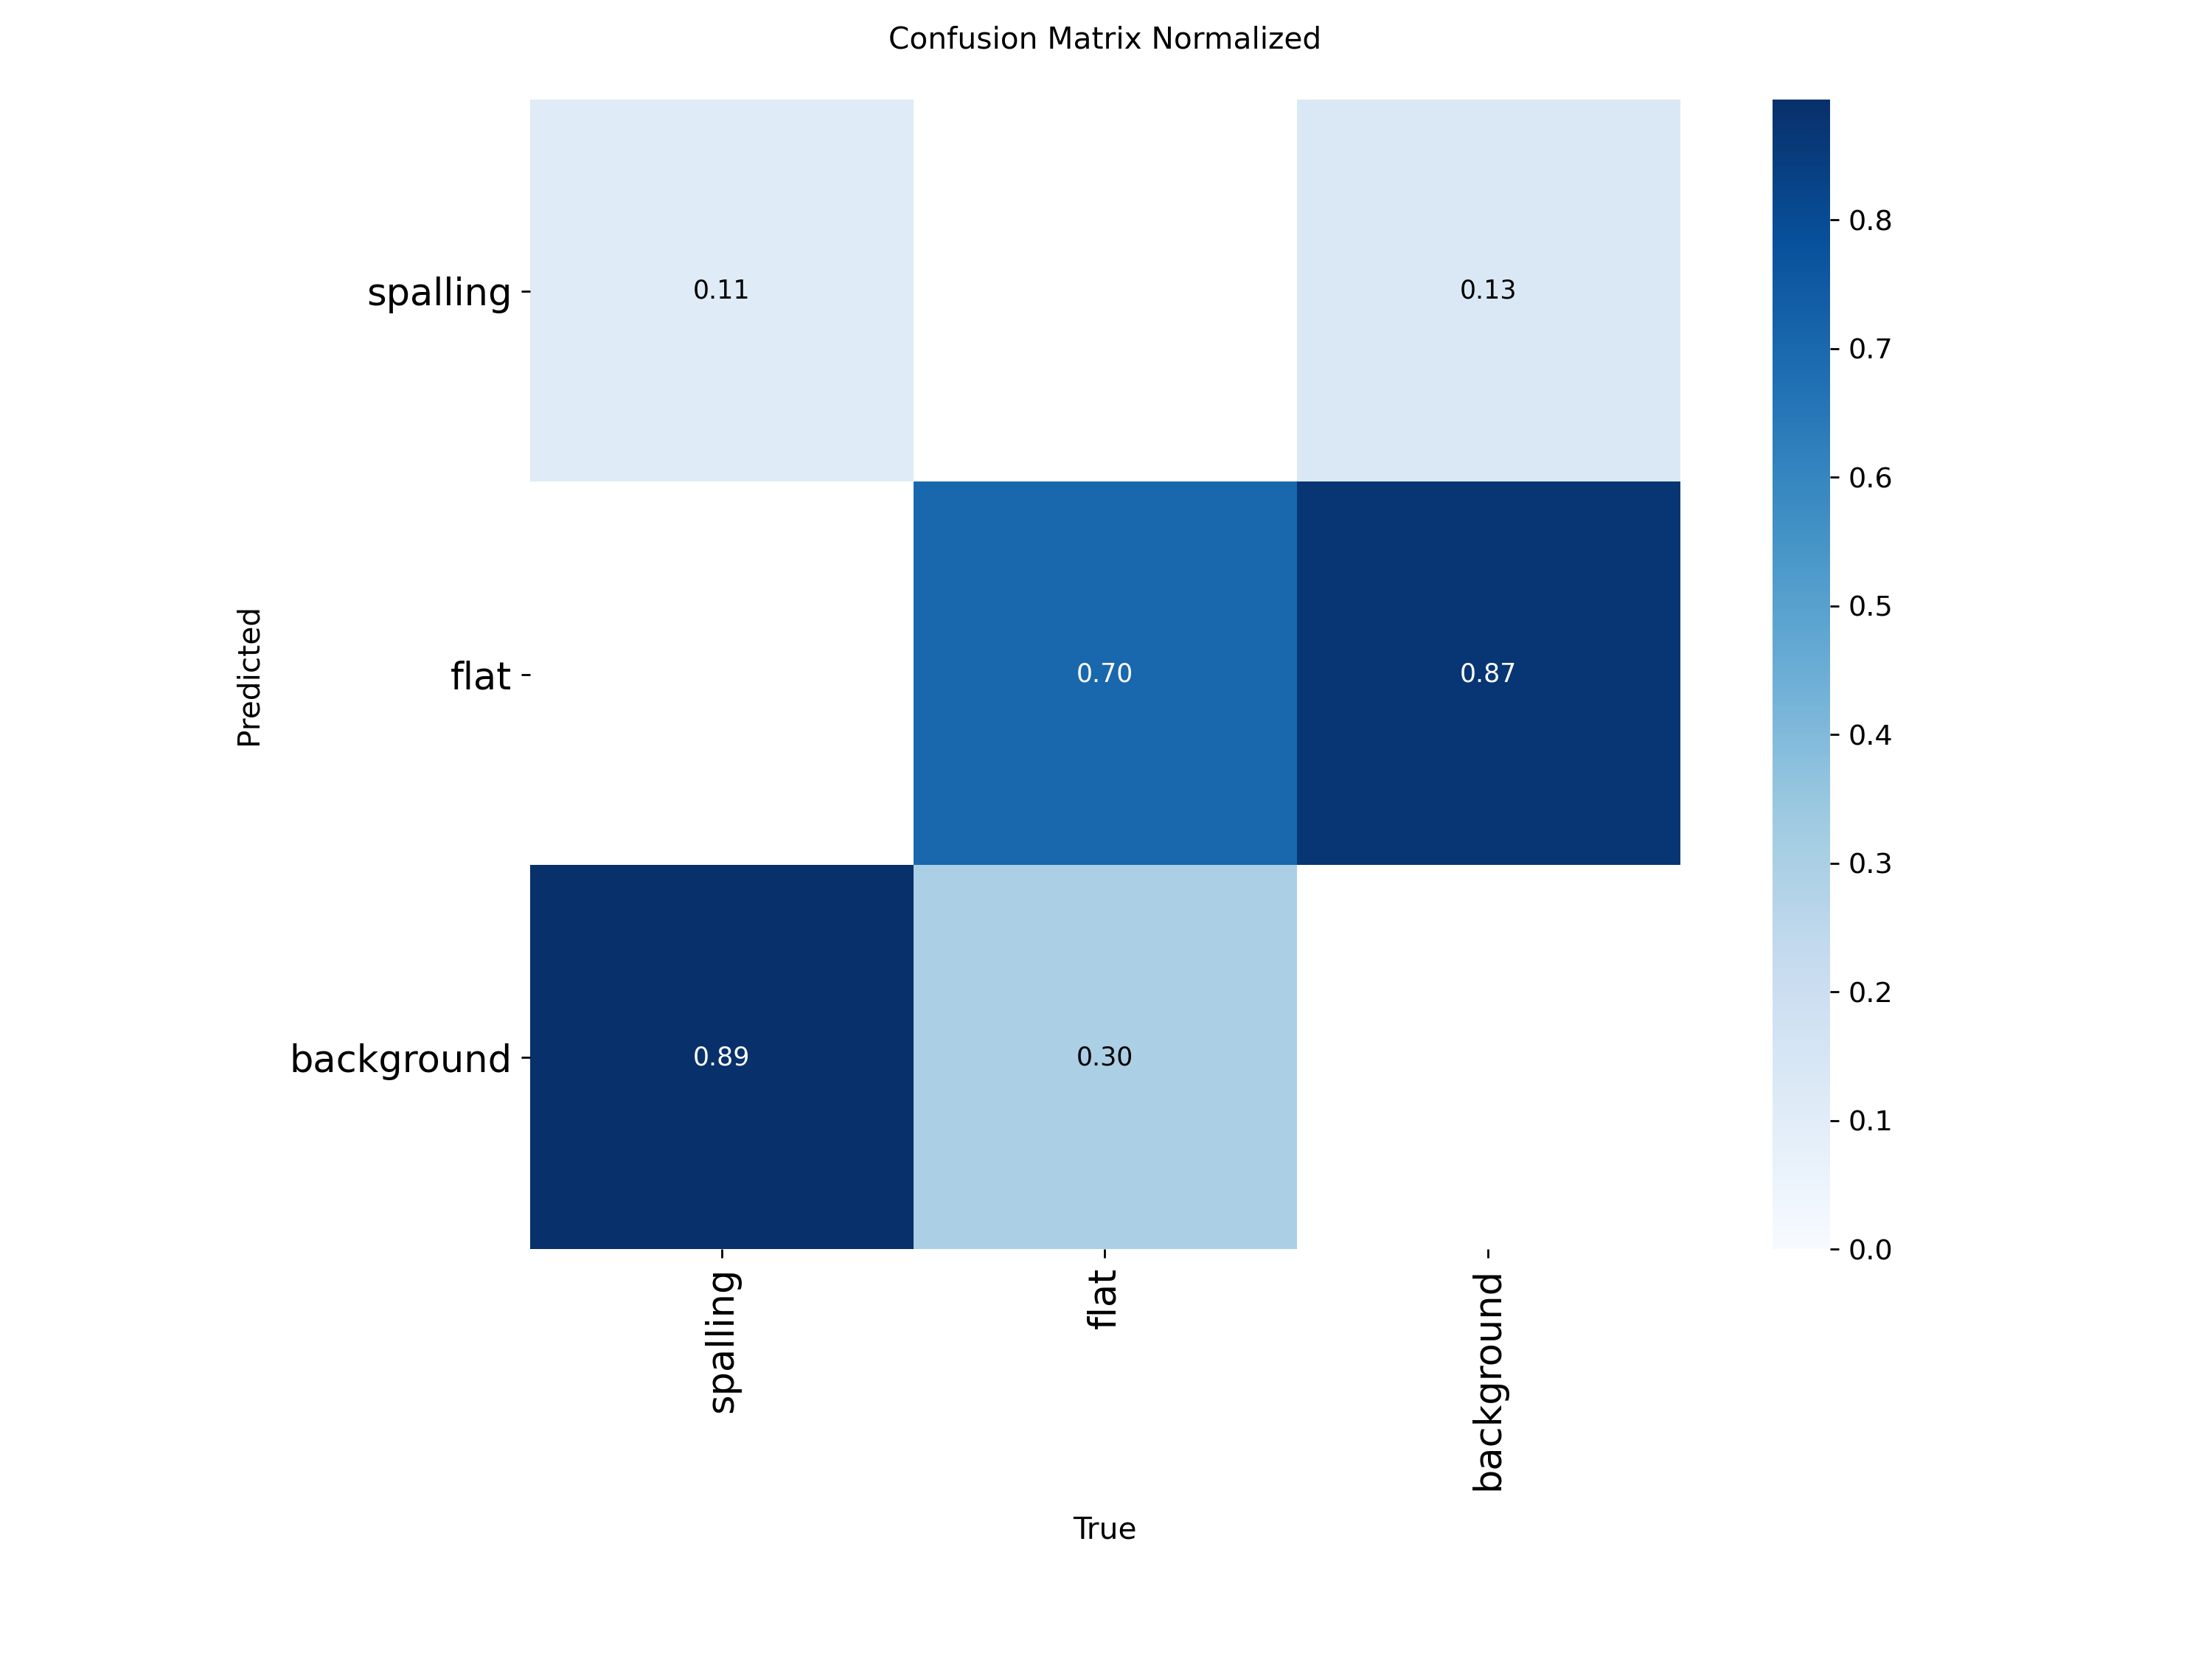 Confusion Matrix Normalized
Predicted
spalling
flat
background
0.11
0.13
0.70
0.87
0.89
0.30
spalling
flat
background
True
0.8
0.7
0.6
0.5
0.4
0.3
0.2
0.1
0.0